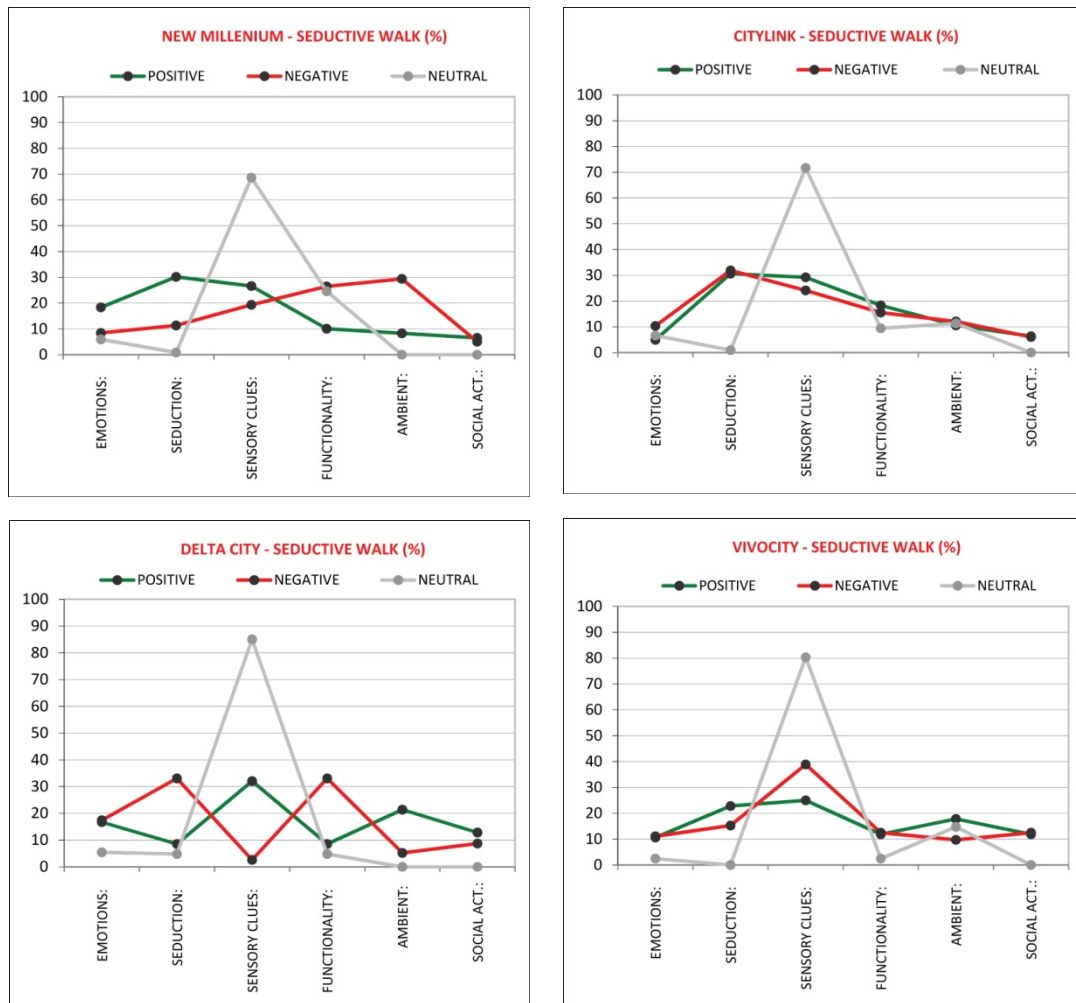 NEW MILLENIUM - SEDUCTIVE WALK (%)
POSITIVE NEGATIVE NEUTRAL
100
90
80
70
60
50
40
30
20
10
0
EMOTIONS:
SEDUCTION:
SENSORY CLUES:
FUNCTIONALITY:
AMBIENT:
SOCIAL ACT.:
CITYLINK - SEDUCTIVE WALK (%)
POSITIVE NEGATIVE NEUTRAL
100
90
80
70
60
50
40
30
20
10
0
EMOTIONS:
SEDUCTION:
SENSORY CLUES:
FUNCTIONALITY:
AMBIENT:
SOCIAL ACT.:
DELTA CITY - SEDUCTIVE WALK (%)
POSITIVE NEGATIVE NEUTRAL
100
90
80
70
60
50
40
30
20
10
0
EMOTIONS:
SEDUCTION:
SENSORY CLUES:
FUNCTIONALITY:
AMBIENT:
SOCIAL ACT.:
VIVOCITY - SEDUCTIVE WALK (%)
POSITIVE NEGATIVE NEUTRAL
100
90
80
70
60
50
40
30
20
10
0
EMOTIONS:
SEDUCTION:
SENSORY CLUES:
FUNCTIONALITY:
AMBIENT:
SOCIAL ACT.: